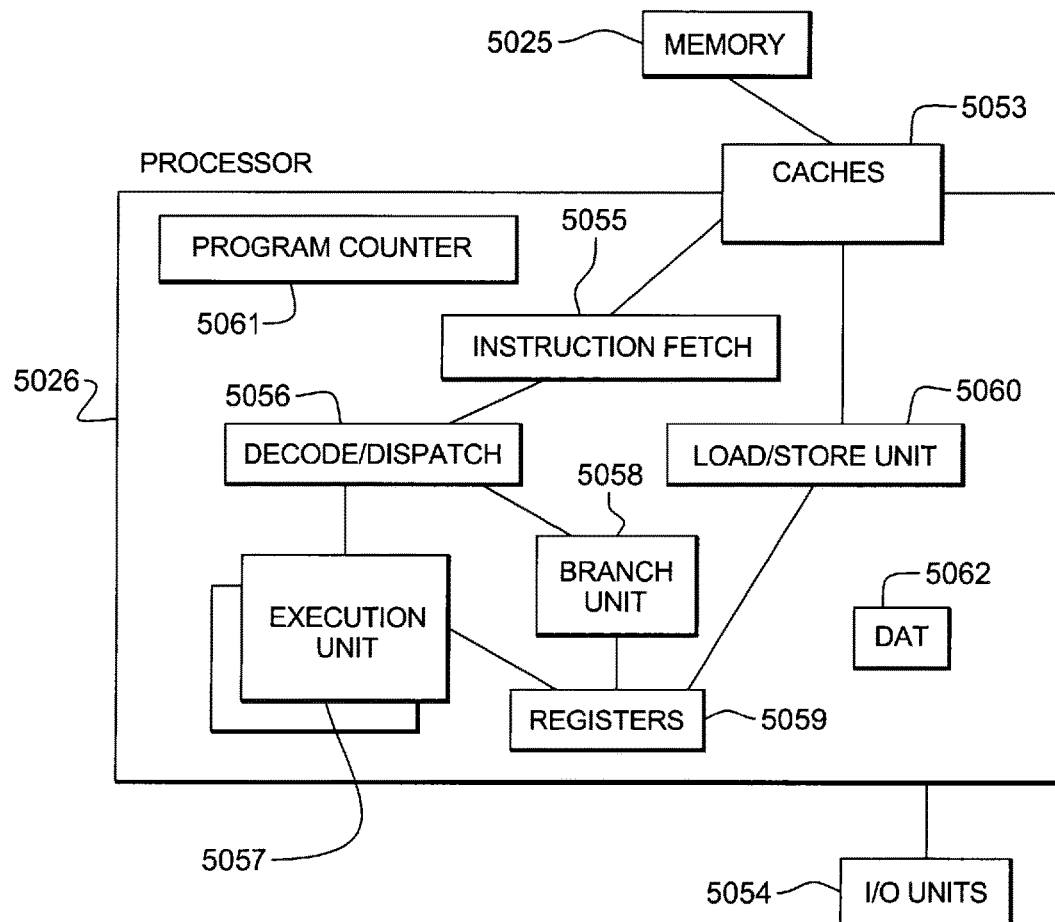 5025
MEMORY
5053
PROCESSOR
CACHES
5055
PROGRAM COUNTER
5061
INSTRUCTION FETCH
5026
5056
5060
DECODE/DISPATCH
LOAD/STORE UNIT
5058
BRANCH
UNIT
5062
EXECUTION
UNIT
DAT
REGISTERS
5059
5057
5054
I/O UNITS